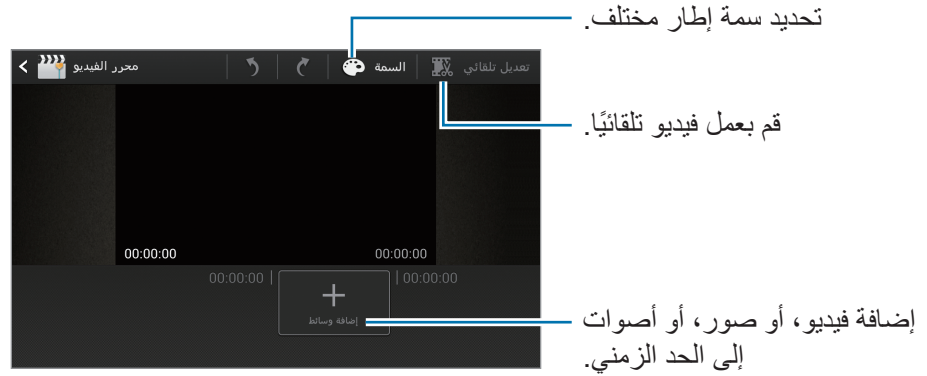 تحديد سمة إطار مختلف.
محرر الفيديو
السمة
تعديل تلقائي
قم بعمل فيديو تلقائيًا.
00:00:00
00:00:00
00:00:00
00:00:00
إضافة وسائط
إضافة فيديو، أو صور، أو أصوات
إلى الحد الزمني.